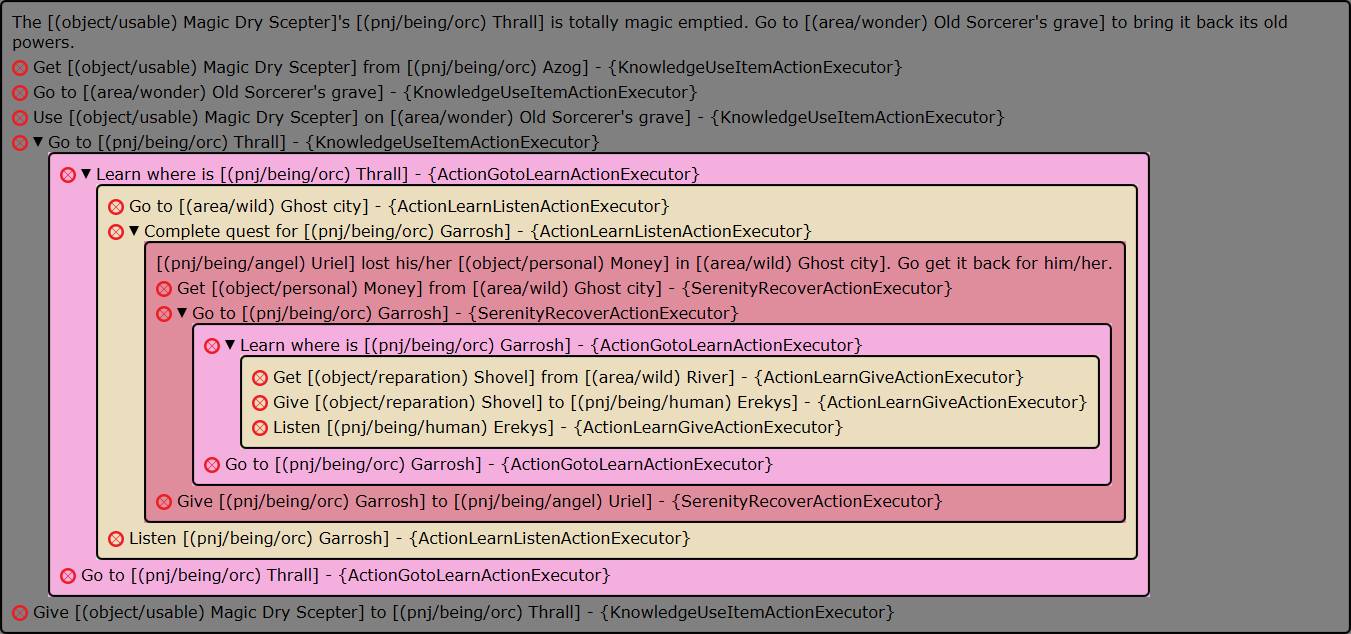 The [(object/usable) Magic Dry Scepter]'s [(pnj/being/orc) Thrall] is totally magic emptied. Go to [(area/wonder) Old Sorcerer's grave] to bring it back its old
powers.
Get [(object/usable) Magic Dry Scepter] from [(pnj/being/orc) Azog] - {KnowledgeUseItemActionExecutor}
Go to [(area/wonder) Old Sorcerer's grave] - {KnowledgeUseItemActionExecutor}
Use [(object/usable) Magic Dry Scepter] on [(area/wonder) Old Sorcerer's grave] - {KnowledgeUseItemActionExecutor}
Go to [(pnj/being/orc) Thrall] - {KnowledgeUseItemActionExecutor}
Learn where is [(pnj/being/orc) Thrall] - {ActionGotoLearnActionExecutor}
Go to [(area/wild) Ghost city] - {ActionLearnListenActionExecutor}
Complete quest for [(pnj/being/orc) Garrosh] - {ActionLearnListenActionExecutor}
[(pnj/being/angel) Uriel] lost his/her [(object/personal) Money] in [(area/wild) Ghost city]. Go get it back for him/her.
Get [(object/personal) Money] from [(area/wild) Ghost city] - {SerenityRecoverActionExecutor}
Go to [(pnj/being/orc) Garrosh] - {SerenityRecoverActionExecutor}
Learn where is [(pnj/being/orc) Garrosh] - {ActionGotoLearnActionExecutor}
Get [(object/reparation) Shovel] from [(area/wild) River] - {ActionLearnGiveActionExecutor}
Give [(object/reparation) Shovel] to [(pnj/being/human) Erekys] - {ActionLearnGiveActionExecutor}
Listen [(pnj/being/human) Erekys] - {ActionLearnGiveActionExecutor}
Go to [(pnj/being/orc) Garrosh] - {ActionGotoLearnActionExecutor}
Give [(pnj/being/orc) Garrosh] to [(pnj/being/angel) Uriel] - {SerenityRecoverActionExecutor}
Listen [(pnj/being/orc) Garrosh] - {ActionLearnListenActionExecutor}
Go to [(pnj/being/orc) Thrall] - {ActionGotoLearnActionExecutor}
Give [(object/usable) Magic Dry Scepter] to [(pnj/being/orc) Thrall] - {KnowledgeUseItemActionExecutor}